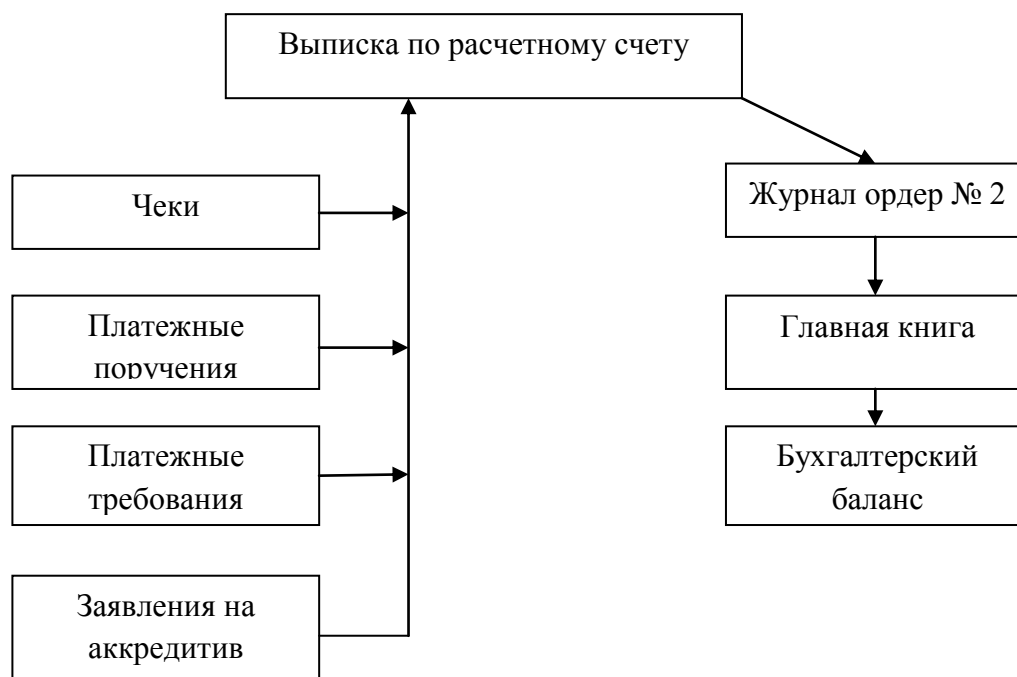 Выписка по расчетному счету
Чеки
Журнал ордер № 2
Платежные
поручения
Главная книга
Платежные
требования
Бухгалтерский
баланс
Заявления на
аккредитив